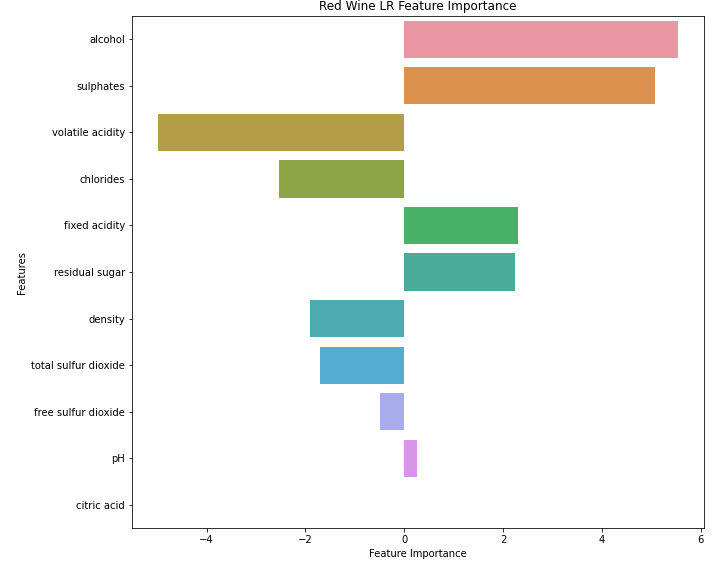 Red Wine LR Feature Importance
alcohol
sulphates
volatile acidity
chlorides
fixed acidity
residual sugar
density
total sulfur dioxide
free sulfur dioxide
pH
citric acid
Features
−4
−2
0
2
4
6
Feature Importance